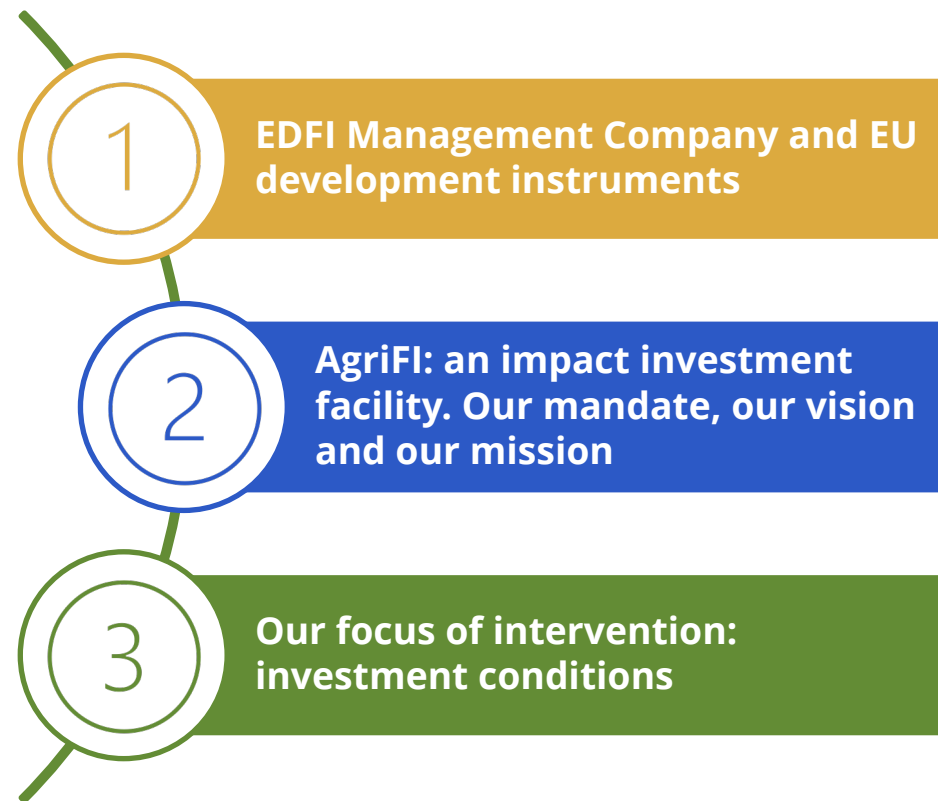 1
EDFI Management Company and EU
development instruments
2
AgriFI: an impact investment
facility. Our mandate, our vision
and our mission
3
Our focus of intervention:
investment conditions